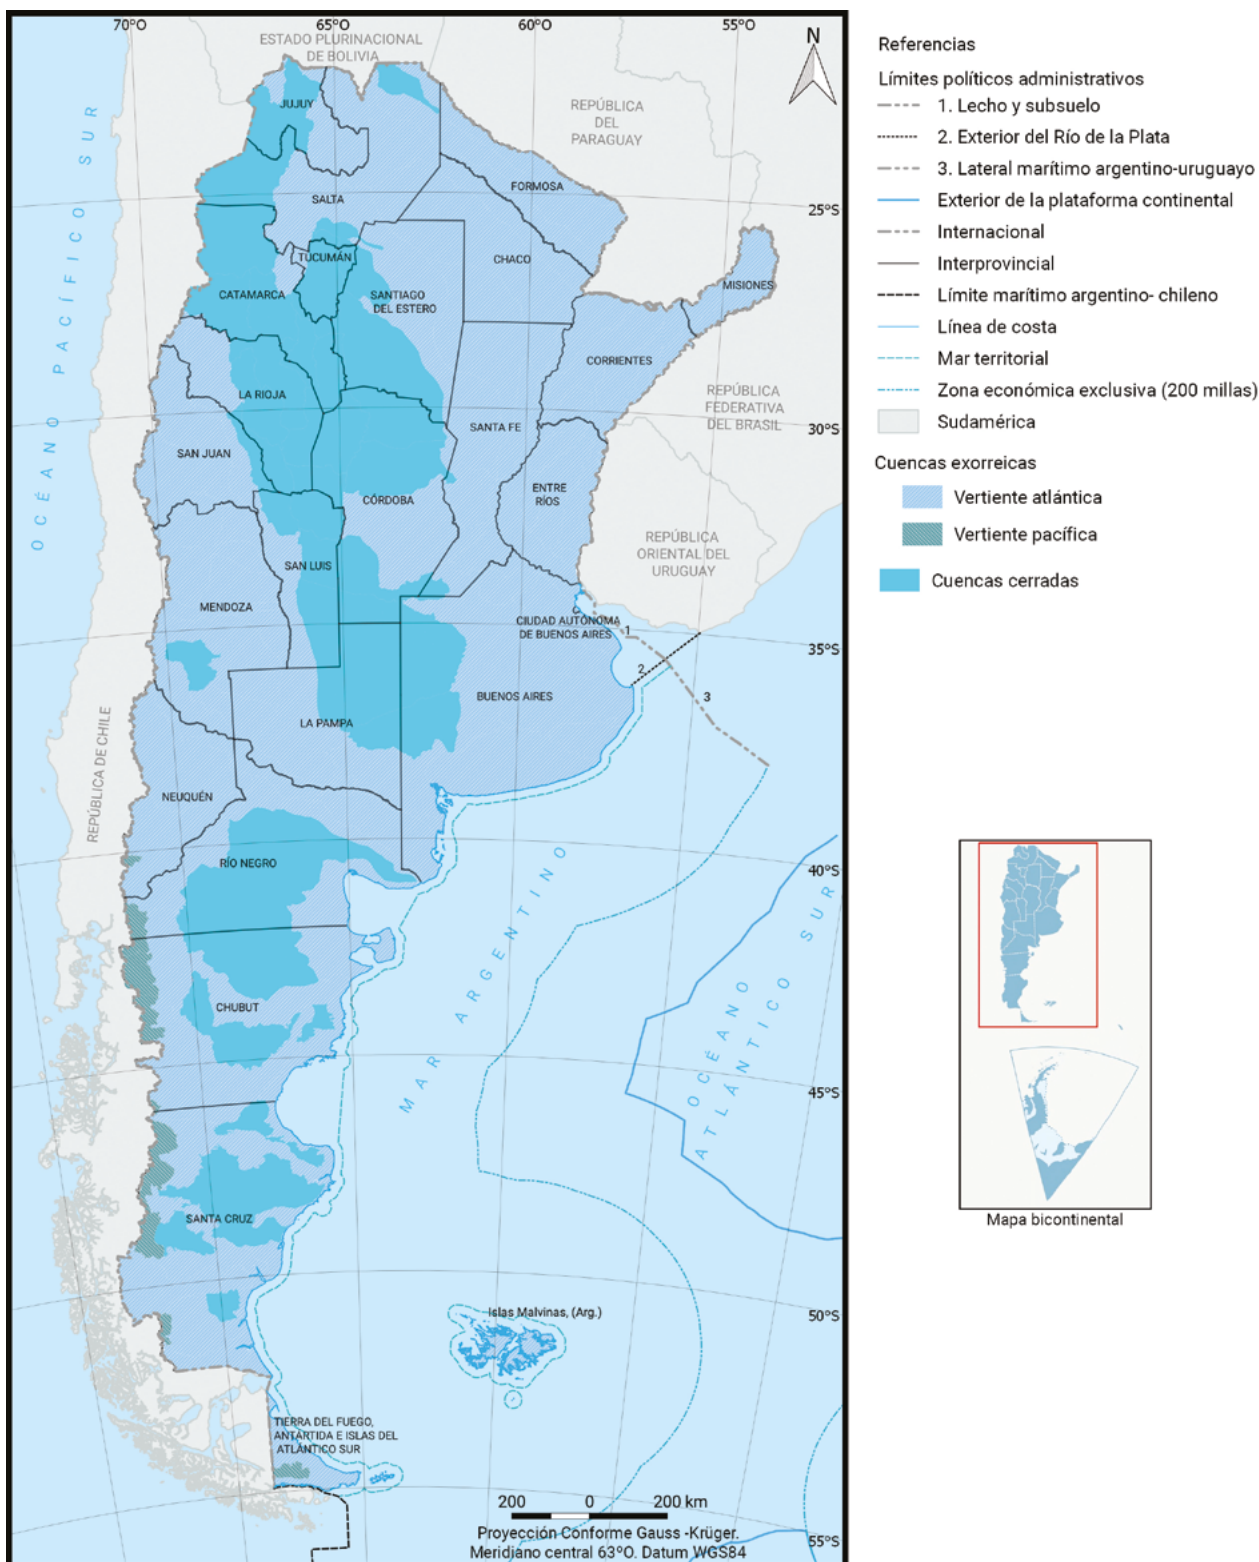 70ºO
65ºO
60ºO
55ºO
N
ESTADO PLURINACIONAL
DE BOLIVIA
REPÚBLICA
DEL
PARAGUAY
JUJUY
FORMOSA
SALTA
25ºS
CHACO
TUCUMÁN
MISIONES
CATAMARCA
SANTIAGO
DEL ESTERO
CORRIENTES
LA RIOJA
REPÚBLICA
FEDERATIVA
DEL BRASIL
SANTA FE
30ºS
SAN JUAN
ENTRE
RÍOS
CÓRDOBA
REPÚBLICA
ORIENTAL DEL
URUGUAY
SAN LUIS
MENDOZA
CIUDAD AUTÓNOMA
DE BUENOS AIRES
1
35ºS
2
3
BUENOS AIRES
LA PAMPA
NEUQUÉN
RÍO NEGRO
40ºS
CHUBUT
45ºS
SANTA CRUZ
50ºS
Islas Malvinas, (Arg.)
TIERRA DEL FUEGO,
ANTÁRTIDA E ISLAS DEL
ATLÁNTICO SUR
55ºS
OCÉANO PACÍFICO SUR
REPÚBLICA DE CHILE
MAR ARGENTINO
OCÉANO
ATLÁNTICO SUR
200 0 200 km
Proyección Conforme Gauss -Krüger.
Meridiano central 63ºO. Datum WGS84
Referencias
Límites políticos administrativos
1. Lecho y subsuelo
2. Exterior del Río de la Plata
3. Lateral marítimo argentino-uruguayo
Exterior de la plataforma continental
Internacional
Interprovincial
Límite marítimo argentino- chileno
Línea de costa
Mar territorial
Zona económica exclusiva (200 millas)
Sudamérica
Cuencas exorreicas
Vertiente atlántica
Vertiente pacífica
Cuencas cerradas
Mapa bicontinental